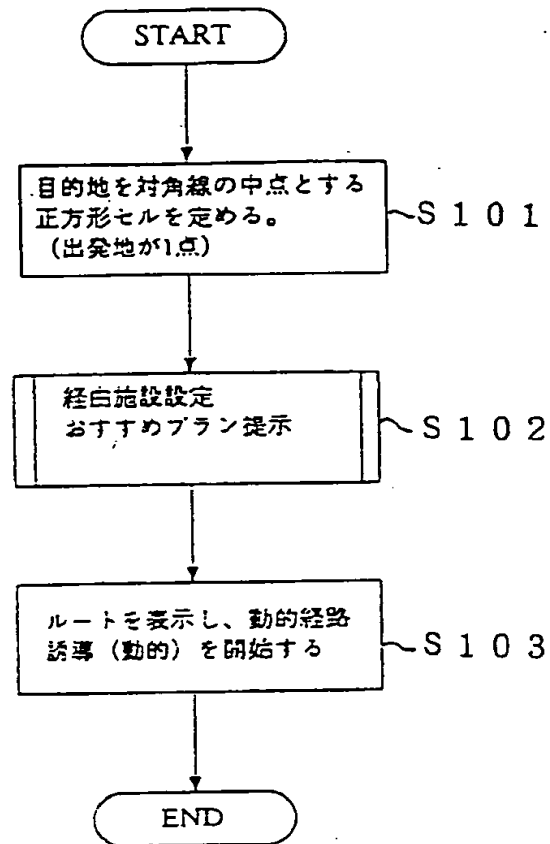 START
目的地を対角線の中点とする
正方形セルを定める。
(出発地が1点)
~S101
経由施設設定
おすすめプラン提示
~S102
ルートを表示し、動的経路
誘導(動的)を開始する
~S103
END